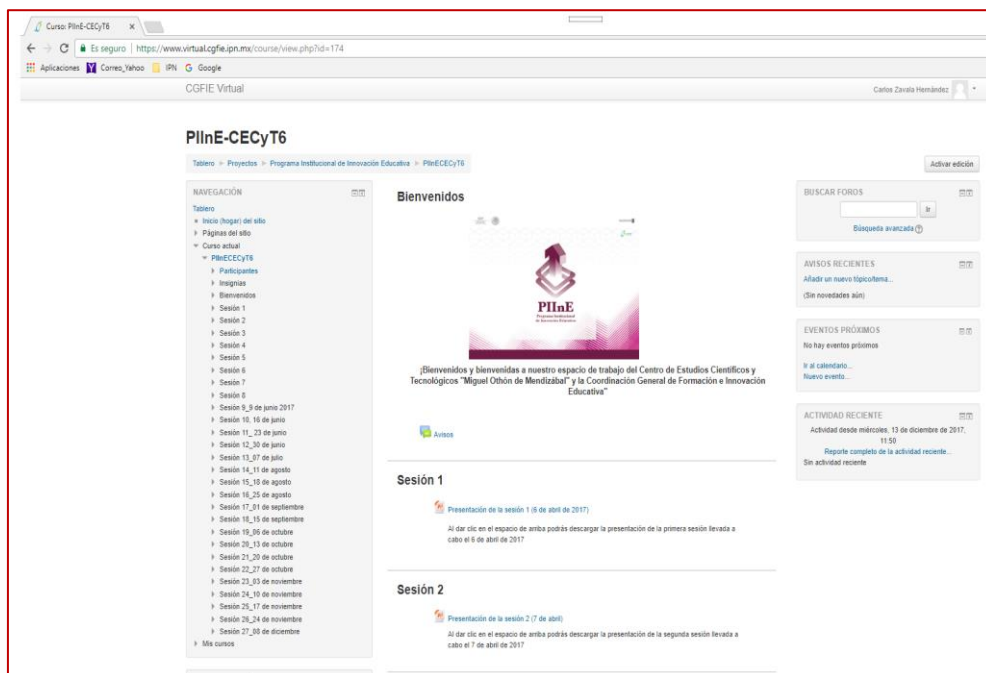 Curso: PIInE-CECyT6
Es seguro | https://www.virtual.cgfie.ipn.mx/course/view.php?id=174
Aplicaciones Correo_Yahoo IPN Google
CGFIE Virtual
Carlos Zavala Hernández
PIInE-CECyT6
Tablero Proyectos Programa Institucional de Innovación Educativa PIInECECyT6
Activar edición
NAVEGACIÓN
Tablero
Inicio (hogar) del sitio
Páginas del sitio
Curso actual
PIInECECyT6
Participantes
Insignias
Bienvenidos
Sesión 1
Sesión 2
Sesión 3
Sesión 4
Sesión 5
Sesión 6
Sesión 7
Sesión 8
Sesión 9_9 de junio 2017
Sesión 10, 16 de junio
Sesión 11_ 23 de junio
Sesión 12_30 de junio
Sesión 13_07 de julio
Sesión 14_11 de agosto
Sesión 15_18 de agosto
Sesión 16_25 de agosto
Sesión 17_01 de septiembre
Sesión 18_15 de septiembre
Sesión 19_06 de octubre
Sesión 20_13 de octubre
Sesión 21_20 de octubre
Sesión 22_27 de octubre
Sesión 23_03 de noviembre
Sesión 24_10 de noviembre
Sesión 25_17 de noviembre
Sesión 26_24 de noviembre
Sesión 27_08 de diciembre
Mis cursos
Bienvenidos
PIInE
Programa Institucional
de Innovación Educativa
¡Bienvenidos y bienvenidas a nuestro espacio de trabajo del Centro de Estudios Científicos y
Tecnológicos "Miguel Othón de Mendizábal" y la Coordinación General de Formación e Innovación
Educativa"
Avisos
Sesión 1
Presentación de la sesión 1 (6 de abril de 2017)
Al dar clic en el espacio de arriba podrás descargar la presentación de la primera sesión llevada a
cabo el 6 de abril de 2017
Sesión 2
Presentación de la sesión 2 (7 de abril)
Al dar clic en el espacio de arriba podrás descargar la presentación de la segunda sesión llevada a
cabo el 7 de abril de 2017
BUSCAR FOROS
Ir
Búsqueda avanzada
AVISOS RECIENTES
Añadir un nuevo tópico/tema...
(Sin novedades aún)
EVENTOS PRÓXIMOS
No hay eventos próximos
Ir al calendario...
Nuevo evento...
ACTIVIDAD RECIENTE
Actividad desde miércoles, 13 de diciembre de 2017,
11:50
Reporte completo de la actividad reciente...
Sin actividad reciente